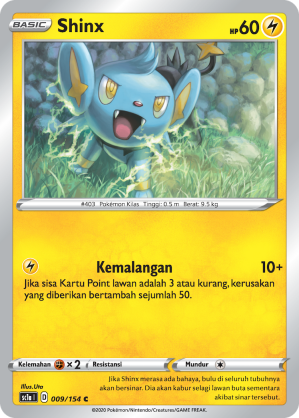 BASIC Shinx HP60
#403 Pokémon Kilas Tinggi: 0.5 m Berat: 9.5 kg
Kemalangan 10+
Jika sisa Kartu Point lawan adalah 3 atau kurang, kerusakan
yang diberikan bertambah sejumlah 50.
Kelemahan ×2 Resistansi Mundur
Illus.Uta
sc1a I D 009/154 C
Jika merasa ada bahaya, bulu di seluruh tubuhnya
akan bersinar. Dia akan kabur selagi lawan buta sementara
akibat sinar tersebut.
©2020 Pokémon/Nintendo/Creatures/GAME FREAK.